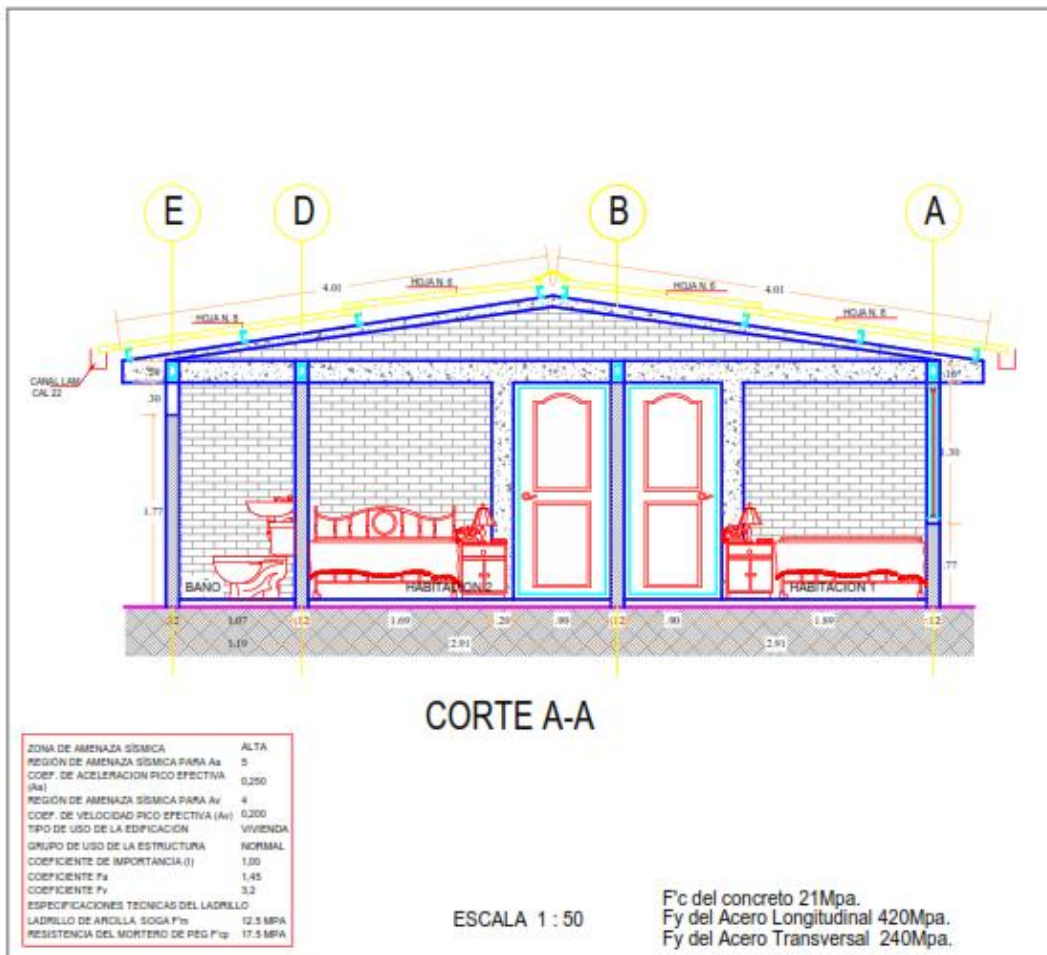 E
D
B
A
4.01
HOJA N. 6
HOJA N. 6
4.01
HOJA N. 8
HOJA N. 6
CANAL LAM
CAL 22
.30
1.30
1.77
.77
BAÑO
HABITACION 2
HABITACION 1
1.07
.12
1.69
.20
.90
.12
.90
1.89
.12
1.19
2.91
2.91
CORTE A-A
ZONA DE AMENAZA SÍSMICA ALTA
REGIÓN DE AMENAZA SÍSMICA PARA Aa 5
COEF. DE ACELERACION PICO EFECTIVA
(Aa) 0,250
REGIÓN DE AMENAZA SÍSMICA PARA Av 4
COEF. DE VELOCIDAD PICO EFECTIVA (Av) 0,200
TIPO DE USO DE LA EDIFICACIÓN VIVIENDA
GRUPO DE USO DE LA ESTRUCTURA NORMAL
COEFICIENTE DE IMPORTANCIA (I) 1,00
COEFICIENTE Fa 1,45
COEFICIENTE Fv 3,2
ESPECIFICACIONES TECNICAS DEL LADRILLO
LADRILLO DE ARCILLA, SOGA F'm 12.5 MPA
RESISTENCIA DEL MORTERO DE PEG F'cp 17.5 MPA
ESCALA 1 : 50
F'c del concreto 21Mpa.
Fy del Acero Longitudinal 420Mpa.
Fy del Acero Transversal 240Mpa.